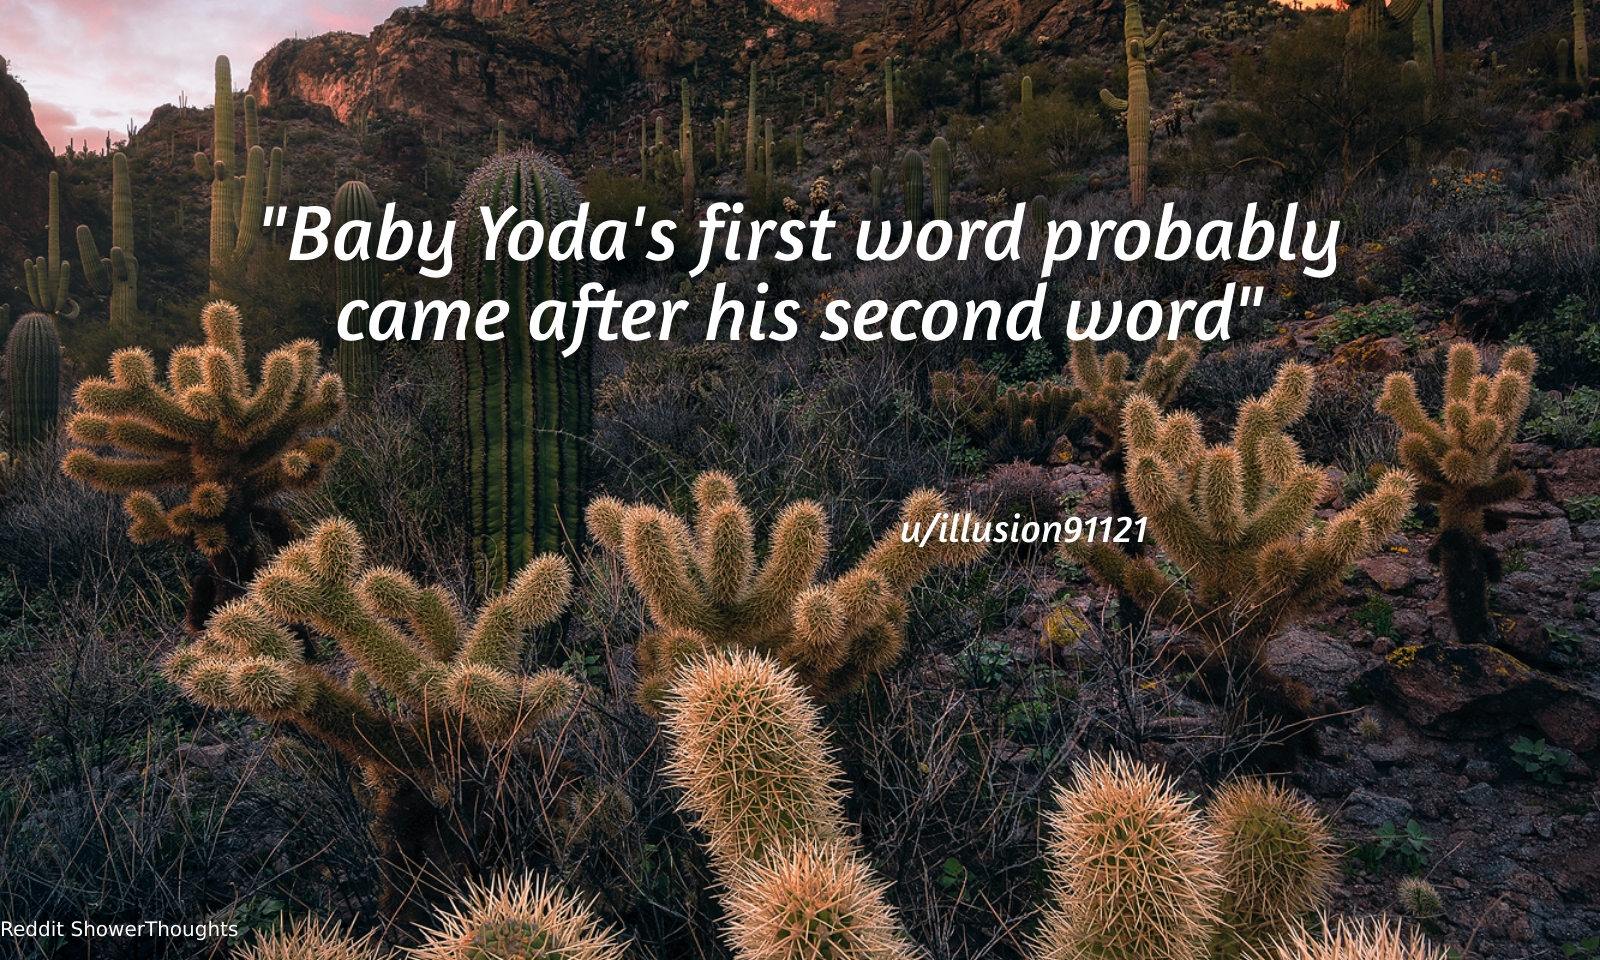 "Baby Yoda's first word probably
came after his second word"
u/illusion91121
Reddit ShowerThoughts